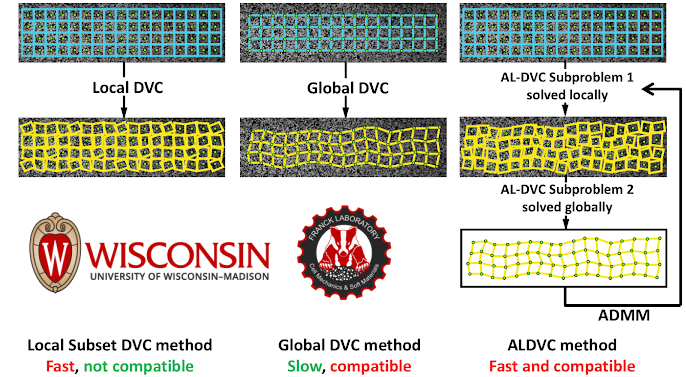 Local DVC
Global DVC
AL-DVC Subproblem 1
solved locally
AL-DVC Subproblem 2
solved globally
W
WISCONSIN
UNIVERSITY OF WISCONSIN–MADISON
FRANCK LABORATORY
Cell Mechanics & Soft Materials
ADMM
Local Subset DVC method
Fast, not compatible
Global DVC method
Slow, compatible
ALDVC method
Fast and compatible